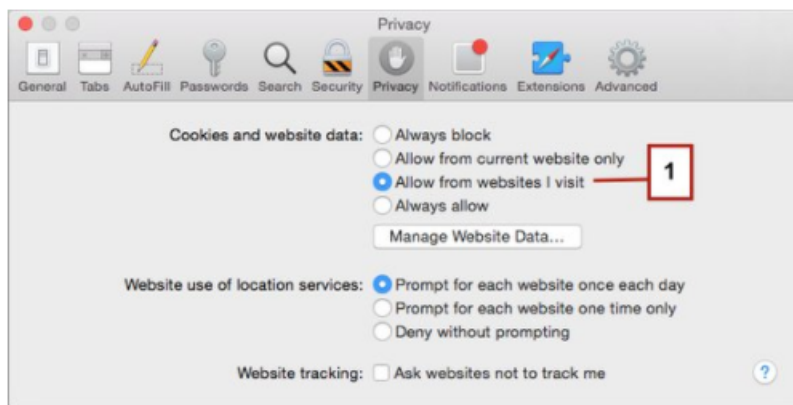 Privacy
General Tabs AutoFill Passwords Search Security Privacy Notifications Extensions Advanced
Cookies and website data: Always block
Allow from current website only
Allow from websites I visit 1
Always allow
Manage Website Data...
Website use of location services: Prompt for each website once each day
Prompt for each website one time only
Deny without prompting
Website tracking: Ask websites not to track me ?